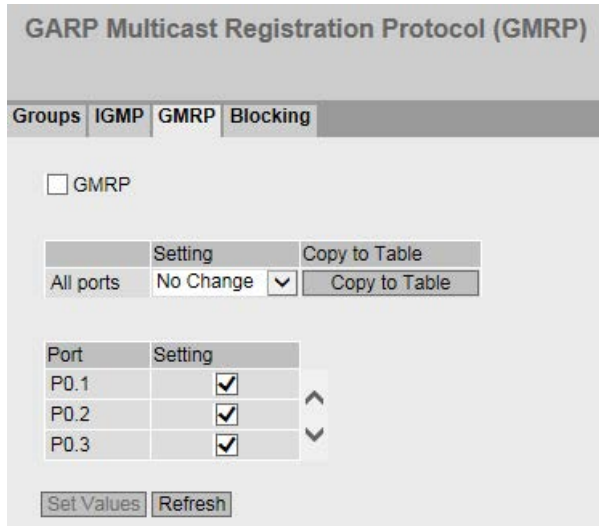 GARP Multicast Registration Protocol (GMRP)
Groups IGMP GMRP Blocking
GMRP
Setting Copy to Table
All ports No Change Copy to Table
Port Setting
P0.1
P0.2
P0.3
Set Values Refresh